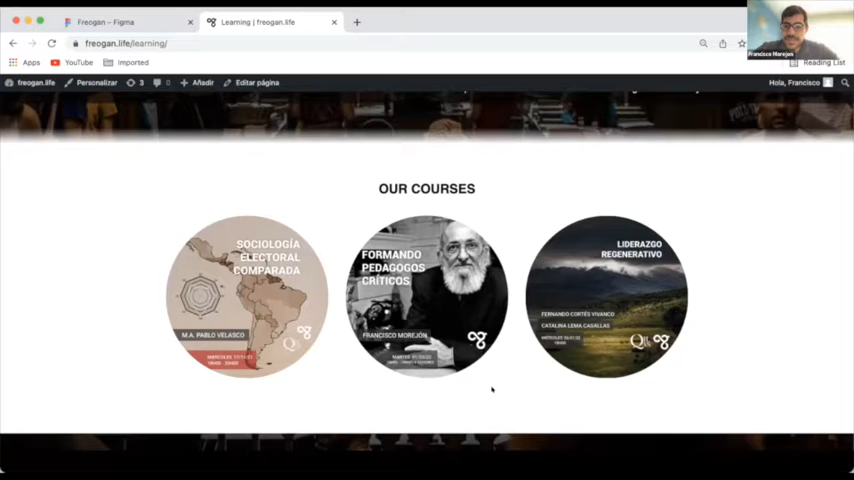 Freogan – Figma
Learning | freogan.life
freogan.life/learning/
Apps
YouTube
Imported
Reading List
Francisco Morejon
freogan.life
Personalizar
3
0
Añadir
Editar página
Hola, Francisco
OUR COURSES
SOCIOLOGÍA
ELECTORAL
COMPARADA
M.A. PABLO VELASCO
FORMANDO
PEDAGOGOS
CRÍTICOS
FRANCISCO MOREJÓN
LIDERAZGO
REGENERATIVO
FERNANDO CORTÉS VIVANCO
CATALINA LEMA CASALLAS